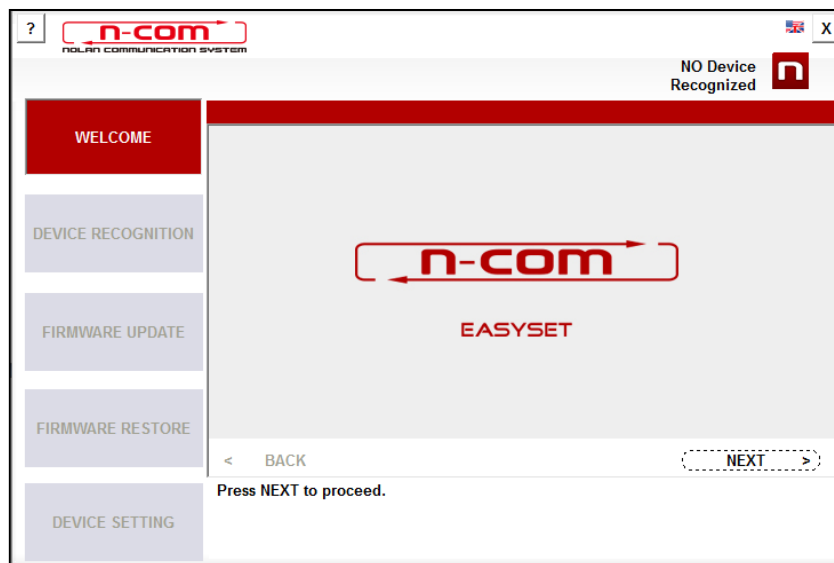 ?
n-com
NOLAN COMMUNICATION SYSTEM
X
NO Device
Recognized
n
WELCOME
DEVICE RECOGNITION
FIRMWARE UPDATE
FIRMWARE RESTORE
DEVICE SETTING
n-com
EASYSET
< BACK
NEXT >
Press NEXT to proceed.